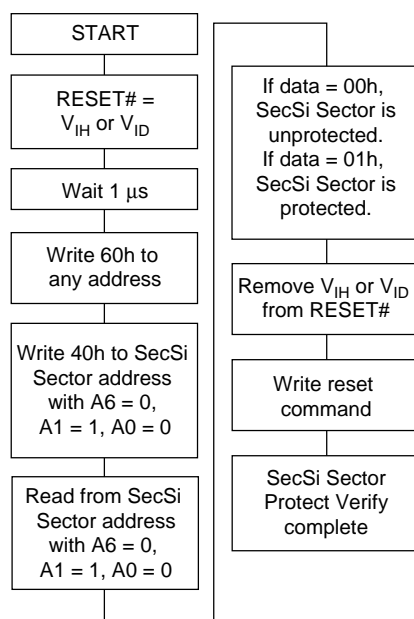 START
RESET# =
V_IH or V_ID
Wait 1 μs
Write 60h to
any address
Write 40h to SecSi
Sector address
with A6 = 0,
A1 = 1, A0 = 0
Read from SecSi
Sector address
with A6 = 0,
A1 = 1, A0 = 0
If data = 00h,
SecSi Sector is
unprotected.
If data = 01h,
SecSi Sector is
protected.
Remove V_IH or V_ID
from RESET#
Write reset
command
SecSi Sector
Protect Verify
complete